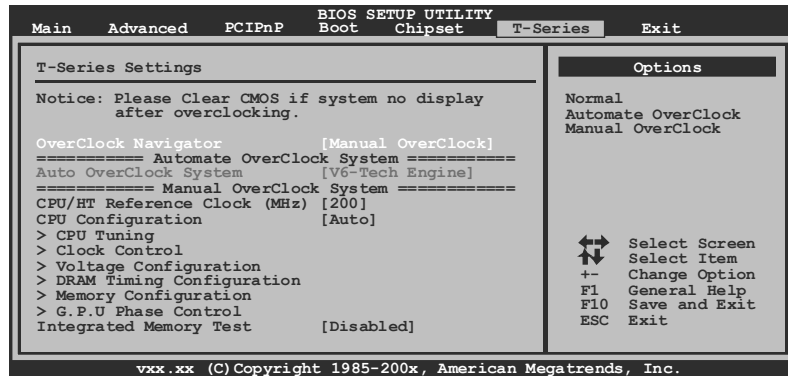 BIOS SETUP UTILITY
Main Advanced PCIPnP Boot Chipset T-Series Exit
T-Series Settings
Notice: Please Clear CMOS if system no display
after overclocking.
OverClock Navigator [Manual OverClock]
=========== Automate OverClock System ===========
Auto OverClock System [V6-Tech Engine]
============ Manual OverClock System ============
CPU/HT Reference Clock (MHz) [200]
CPU Configuration [Auto]
> CPU Tuning
> Clock Control
> Voltage Configuration
> DRAM Timing Configuration
> Memory Configuration
> G.P.U Phase Control
Integrated Memory Test [Disabled]
Options
Normal
Automate OverClock
Manual OverClock
Select Screen
Select Item
+- Change Option
F1 General Help
F10 Save and Exit
ESC Exit
vxx.xx (C)Copyright 1985-200x, American Megatrends, Inc.